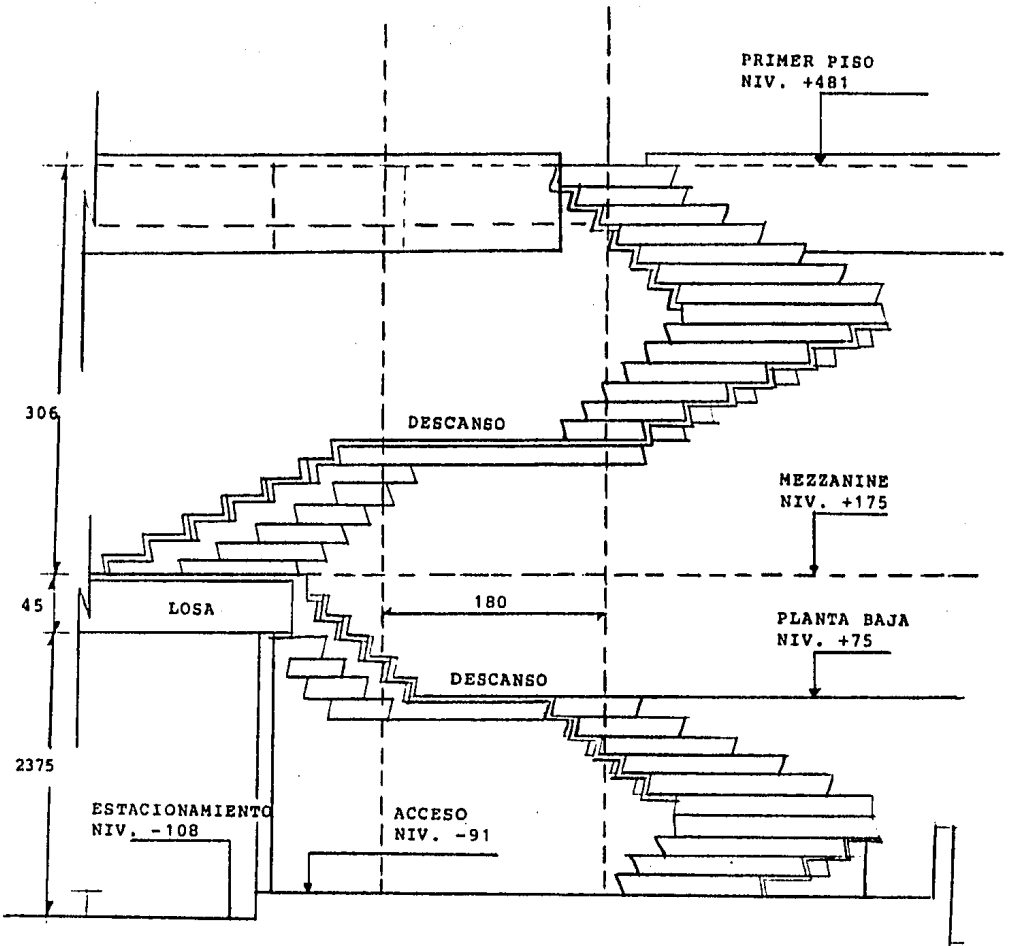 PRIMER PISO
NIV. +481
306
DESCANSO
MEZZANINE
NIV. +175
45
LOSA
180
PLANTA BAJA
NIV. +75
DESCANSO
2375
ESTACIONAMIENTO
NIV. -108
ACCESO
NIV. -91